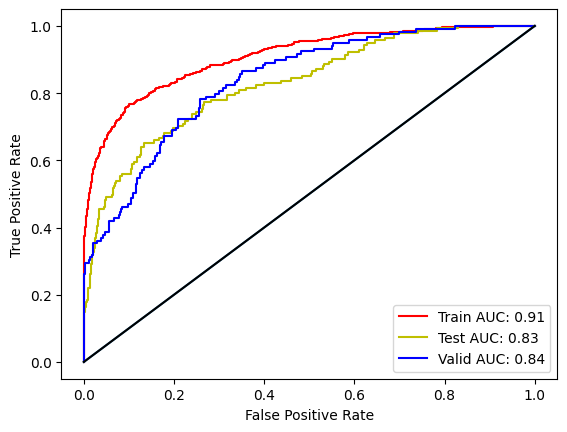 1.0
0.8
0.6
0.4
0.2
0.0
True Positive Rate
Train AUC: 0.91
Test AUC: 0.83
Valid AUC: 0.84
0.0 0.2 0.4 0.6 0.8 1.0
False Positive Rate